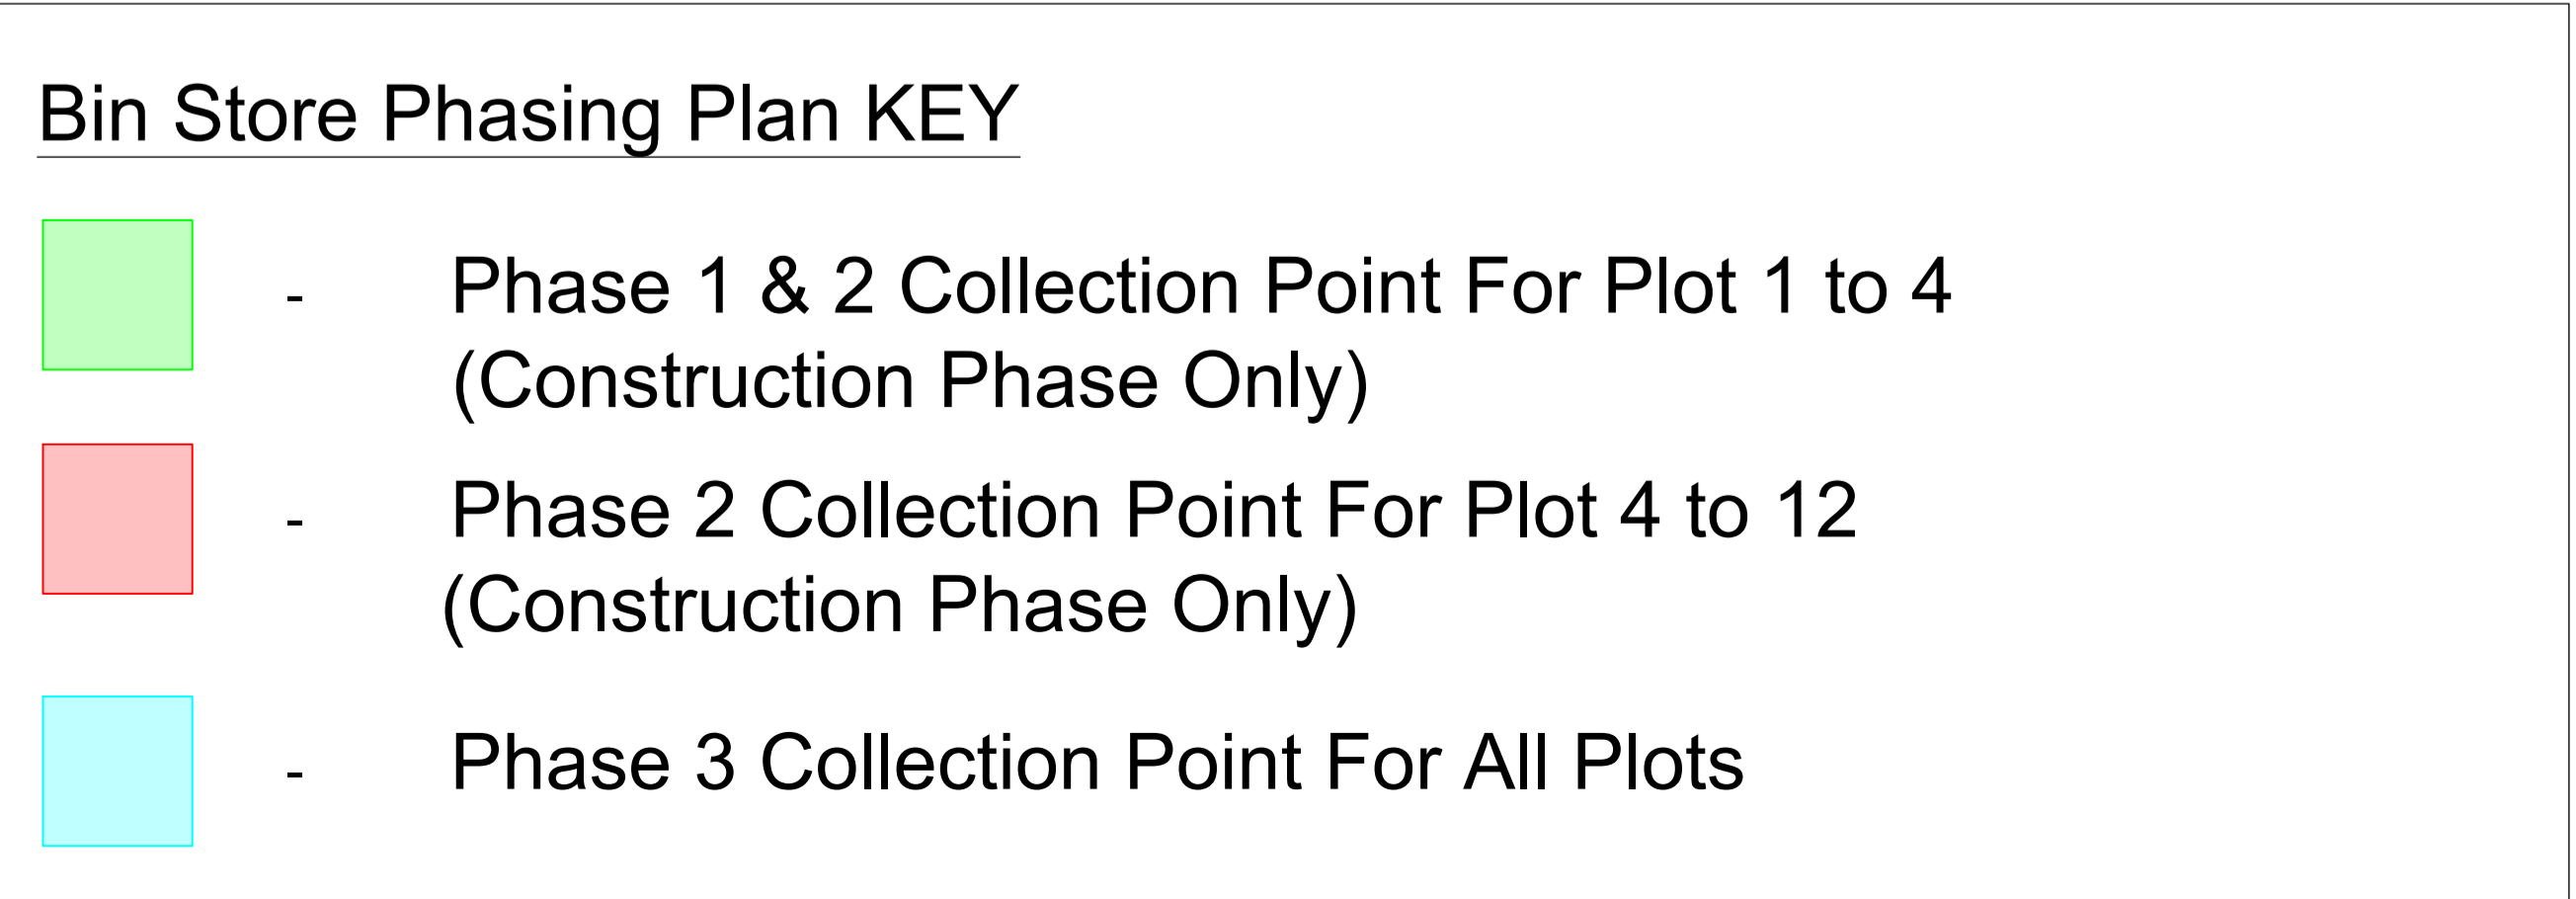 Bin Store Phasing Plan KEY
- Phase 1 & 2 Collection Point For Plot 1 to 4
(Construction Phase Only)
- Phase 2 Collection Point For Plot 4 to 12
(Construction Phase Only)
- Phase 3 Collection Point For All Plots